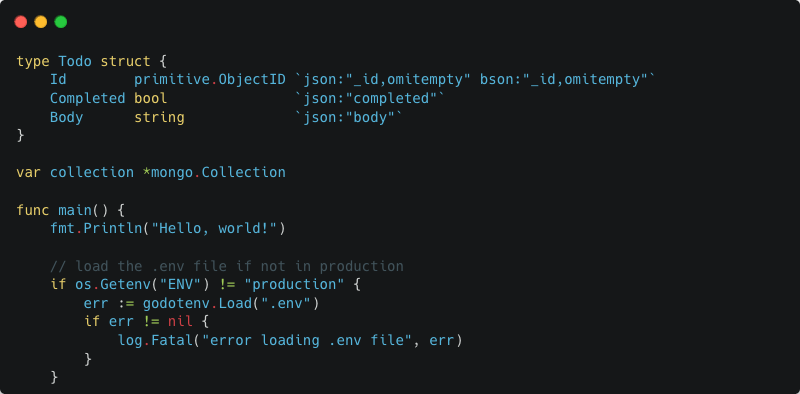 type Todo struct {
    Id        primitive.ObjectID `json:"_id,omitempty" bson:"_id,omitempty"`
    Completed bool               `json:"completed"`
    Body      string             `json:"body"`
}

var collection *mongo.Collection

func main() {
    fmt.Println("Hello, world!")

    // load the .env file if not in production
    if os.Getenv("ENV") != "production" {
        err := godotenv.Load(".env")
        if err != nil {
            log.Fatal("error loading .env file", err)
        }
    }